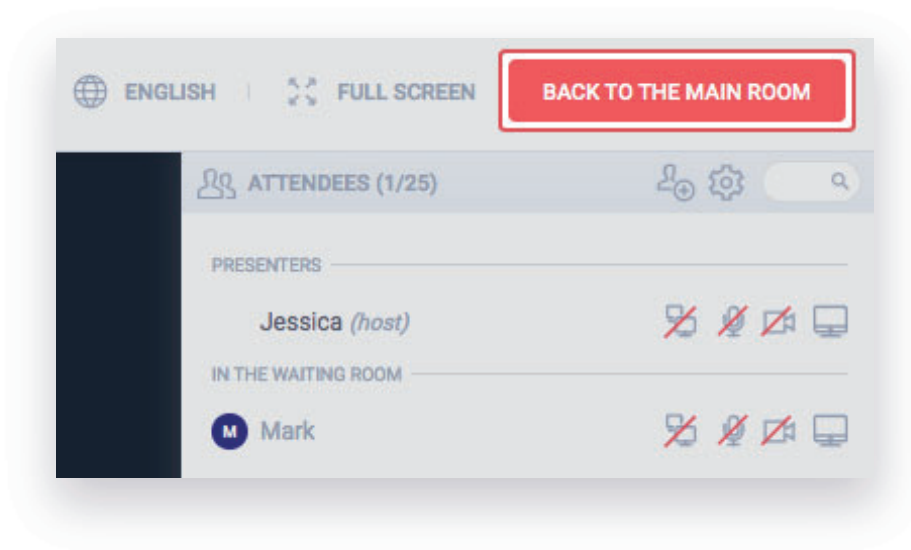 ENGLISH FULL SCREEN BACK TO THE MAIN ROOM
ATTENDEES (1/25)
PRESENTERS
Jessica (host)
IN THE WAITING ROOM
M Mark